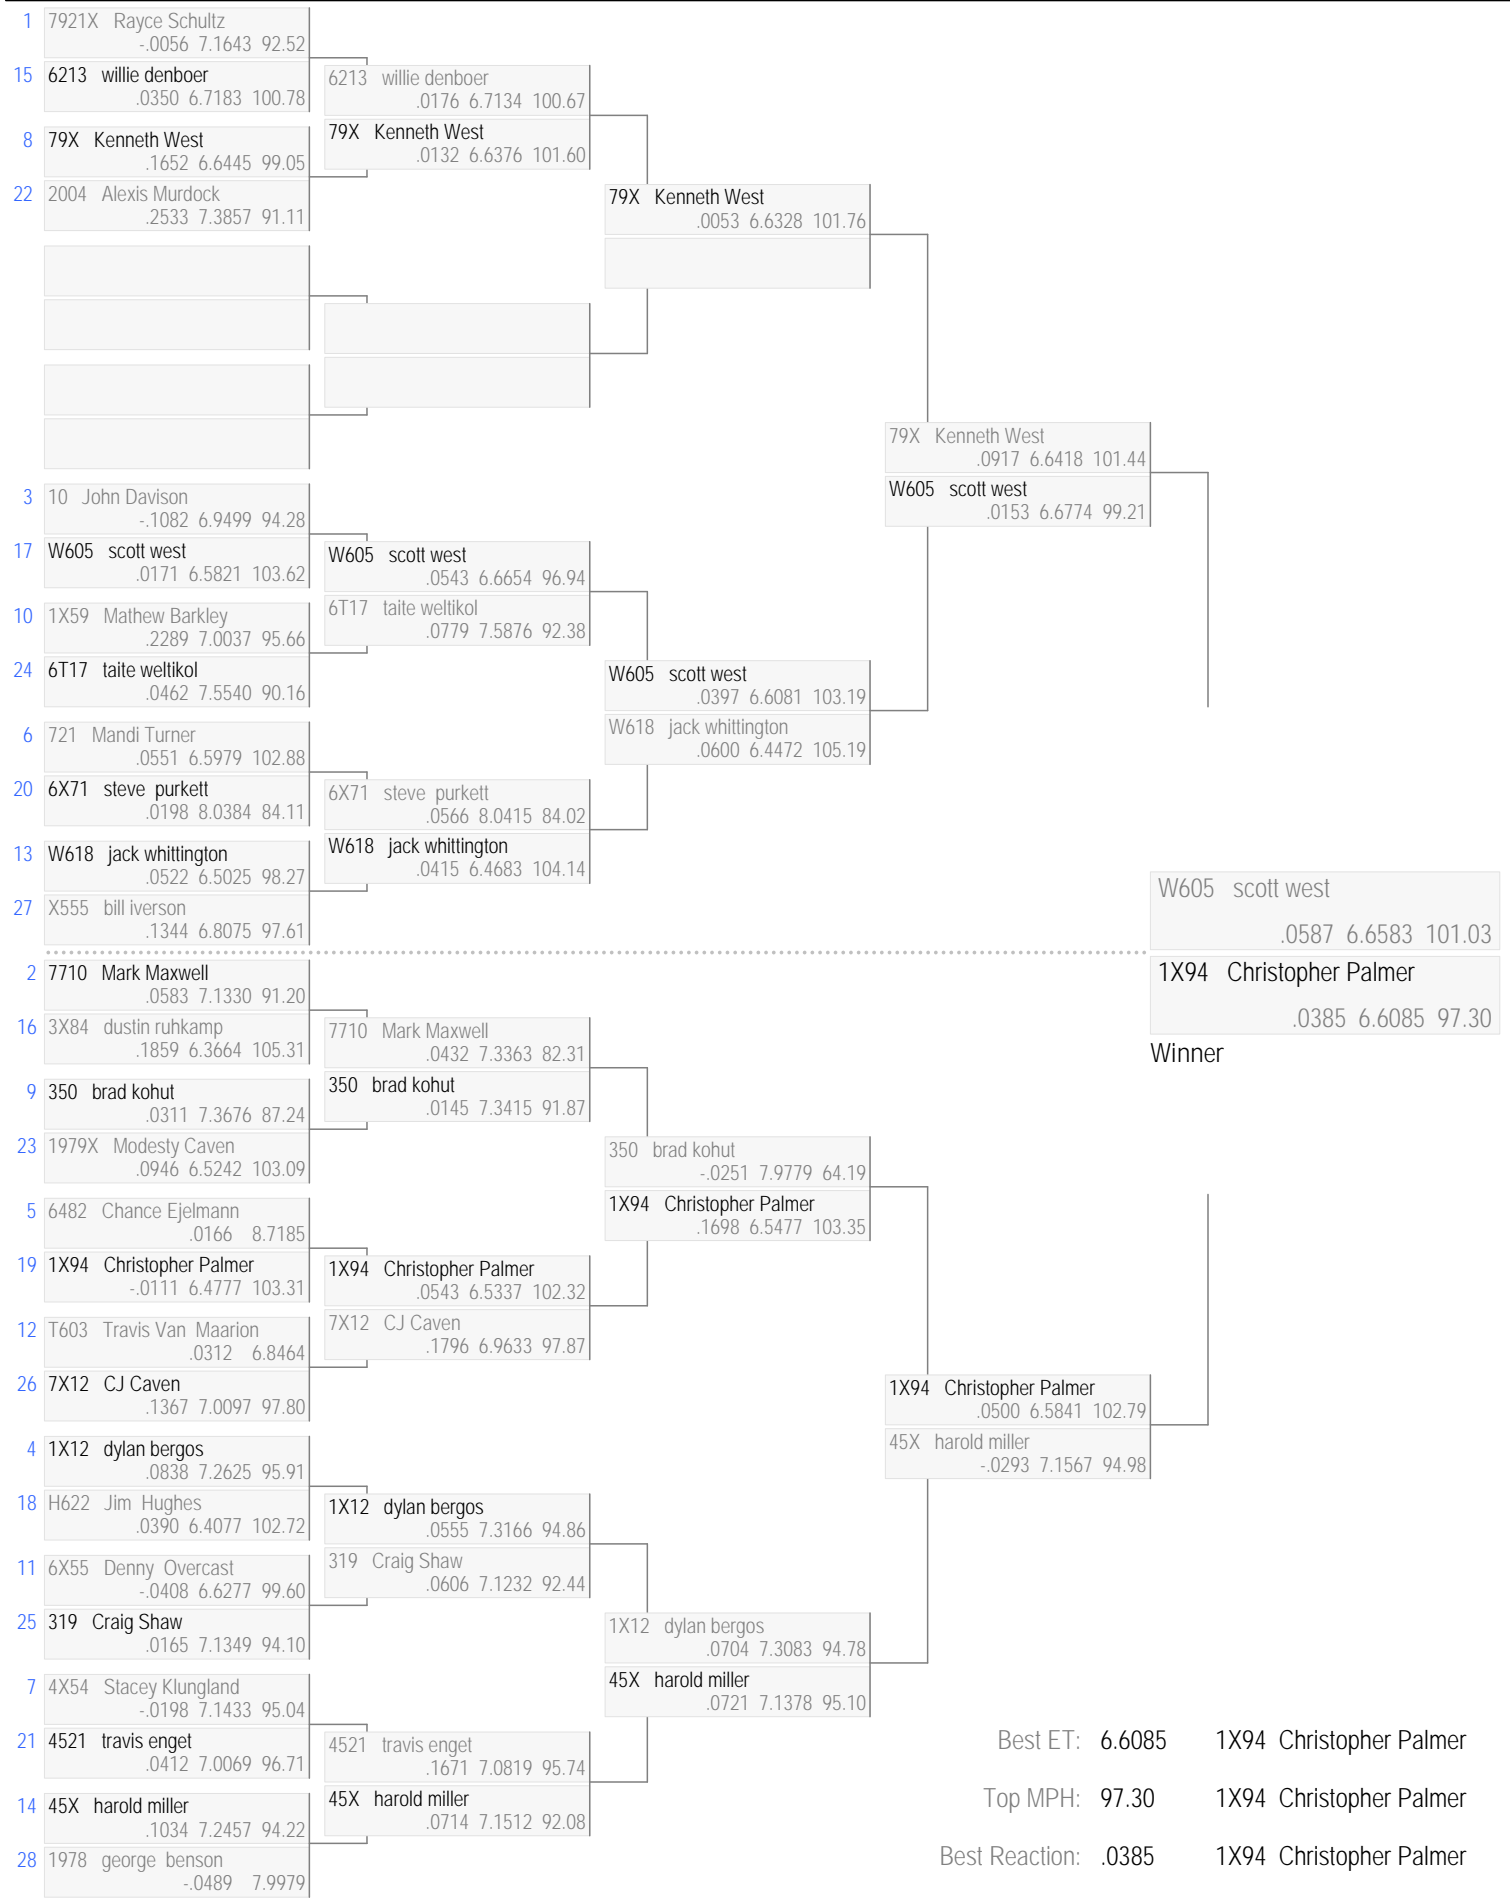 1 7921X Rayce Schultz
-.0056 7.1643 92.52
15 6213 willie denboer
.0350 6.7183 100.78
8 79X Kenneth West
.1652 6.6445 99.05
22 2004 Alexis Murdock
.2533 7.3857 91.11
3 10 John Davison
-.1082 6.9499 94.28
17 W605 scott west
.0171 6.5821 103.62
10 1X59 Mathew Barkley
.2289 7.0037 95.66
24 6T17 taite weltikol
.0462 7.5540 90.16
6 721 Mandi Turner
.0551 6.5979 102.88
20 6X71 steve purkett
.0198 8.0384 84.11
13 W618 jack whittington
.0522 6.5025 98.27
27 X555 bill iverson
.1344 6.8075 97.61
2 7710 Mark Maxwell
.0583 7.1330 91.20
16 3X84 dustin ruhkamp
.1859 6.3664 105.31
9 350 brad kohut
.0311 7.3676 87.24
23 1979X Modesty Caven
.0946 6.5242 103.09
5 6482 Chance Ejelmann
.0166 8.7185
19 1X94 Christopher Palmer
-.0111 6.4777 103.31
12 T603 Travis Van Maarion
.0312 6.8464
26 7X12 CJ Caven
.1367 7.0097 97.80
4 1X12 dylan bergos
.0838 7.2625 95.91
18 H622 Jim Hughes
.0390 6.4077 102.72
11 6X55 Denny Overcast
-.0408 6.6277 99.60
25 319 Craig Shaw
.0165 7.1349 94.10
7 4X54 Stacey Klungland
-.0198 7.1433 95.04
21 4521 travis enget
.0412 7.0069 96.71
14 45X harold miller
.1034 7.2457 94.22
28 1978 george benson
-.0489 7.9979
6213 willie denboer
.0176 6.7134 100.67
79X Kenneth West
.0132 6.6376 101.60
W605 scott west
.0543 6.6654 96.94
6T17 taite weltikol
.0779 7.5876 92.38
6X71 steve purkett
.0566 8.0415 84.02
W618 jack whittington
.0415 6.4683 104.14
7710 Mark Maxwell
.0432 7.3363 82.31
350 brad kohut
.0145 7.3415 91.87
1X94 Christopher Palmer
.0543 6.5337 102.32
7X12 CJ Caven
.1796 6.9633 97.87
1X12 dylan bergos
.0555 7.3166 94.86
319 Craig Shaw
.0606 7.1232 92.44
4521 travis enget
.1671 7.0819 95.74
45X harold miller
.0714 7.1512 92.08
79X Kenneth West
.0053 6.6328 101.76
W605 scott west
.0397 6.6081 103.19
W618 jack whittington
.0600 6.4472 105.19
350 brad kohut
-.0251 7.9779 64.19
1X94 Christopher Palmer
.1698 6.5477 103.35
1X12 dylan bergos
.0704 7.3083 94.78
45X harold miller
.0721 7.1378 95.10
79X Kenneth West
.0917 6.6418 101.44
W605 scott west
.0153 6.6774 99.21
1X94 Christopher Palmer
.0500 6.5841 102.79
45X harold miller
-.0293 7.1567 94.98
W605 scott west
.0587 6.6583 101.03
1X94 Christopher Palmer
.0385 6.6085 97.30
Winner
Best ET: 6.6085 1X94 Christopher Palmer
Top MPH: 97.30 1X94 Christopher Palmer
Best Reaction: .0385 1X94 Christopher Palmer